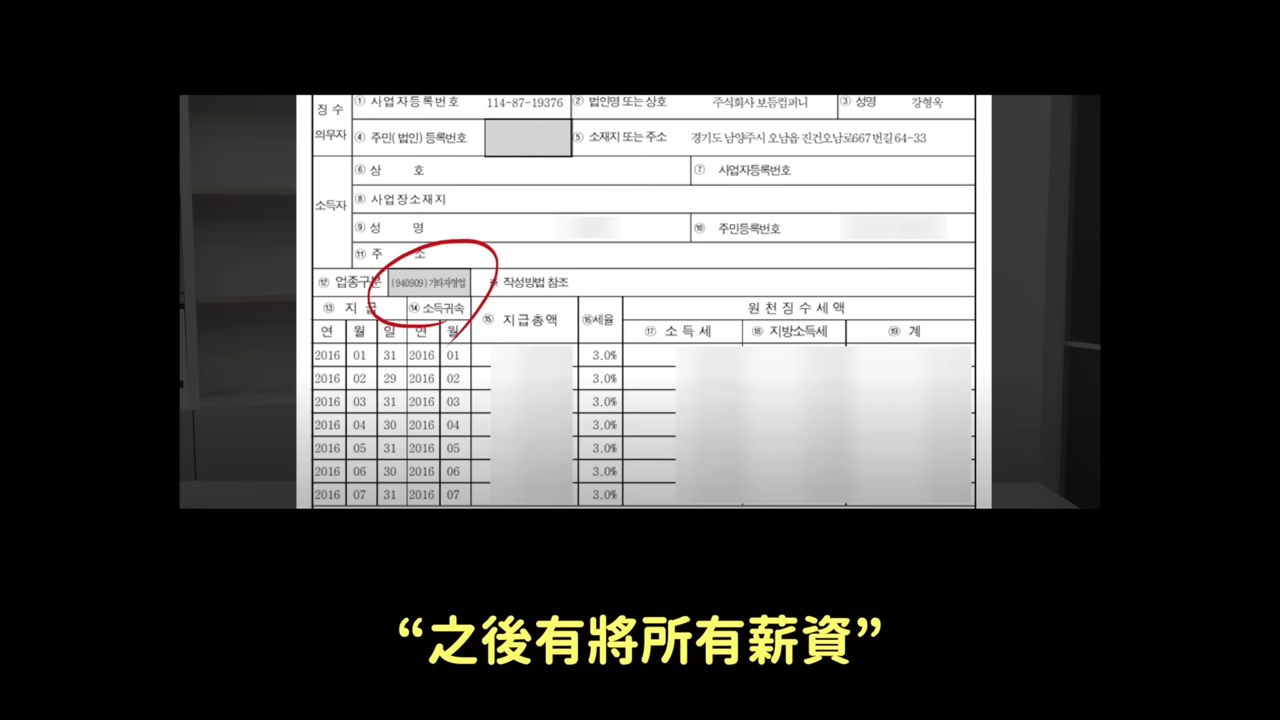 징 수
의무자
① 사업자등록번호 114-87-19376 ② 법인명 또는 상호 주식회사 보듬컴퍼니 ③ 성명 강형욱
④ 주민(법인)등록번호 ⑤ 소재지 또는 주소 경기도 남양주시 오남읍 진건오남로667번길 64-33
소득자
⑥ 상 호 ⑦ 사업자등록번호
⑧ 사업장소재지
⑨ 성 명 ⑩ 주민등록번호
⑪ 주 소
⑫ 업종구분 (940909)기타자영업 ※ 작성방법 참조
⑬ 지 급 ⑭ 소득귀속 ⑮ 지급총액 ⑯세율 원천징수세액
연 월 일 연 월 ⑰ 소 득 세 ⑱ 지방소득세 ⑲ 계
2016 01 31 2016 01 3.0%
2016 02 29 2016 02 3.0%
2016 03 31 2016 03 3.0%
2016 04 30 2016 04 3.0%
2016 05 31 2016 05 3.0%
2016 06 30 2016 06 3.0%
2016 07 31 2016 07 3.0%
“之後有將所有薪資”